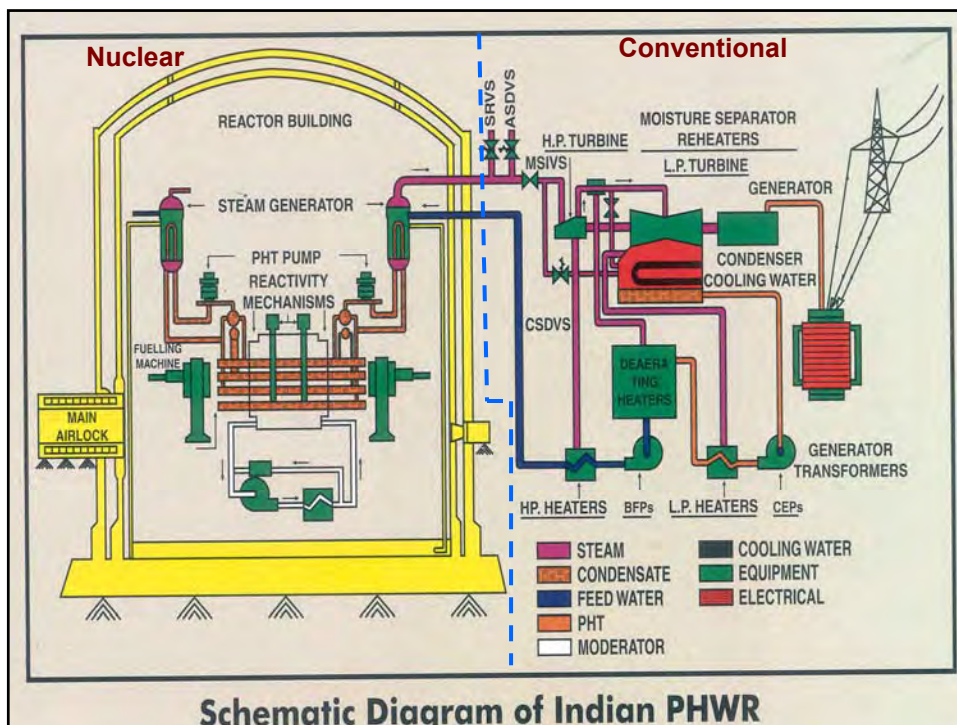 Nuclear
Conventional
REACTOR BUILDING
SRVS
ASDVS
H.P. TURBINE
MOISTURE SEPARATOR
REHEATERS
L.P. TURBINE
MSIVS
GENERATOR
STEAM GENERATOR
PHT PUMP
REACTIVITY
MECHANISMS
CONDENSER
COOLING WATER
FUELLING
MACHINE
CSDVS
DEAERA
TING
HEATERS
MAIN
AIRLOCK
GENERATOR
TRANSFORMERS
HP. HEATERS
BFPs
L.P. HEATERS
CEPs
STEAM
CONDENSATE
FEED WATER
PHT
MODERATOR
COOLING WATER
EQUIPMENT
ELECTRICAL
Schematic Diagram of Indian PHWR